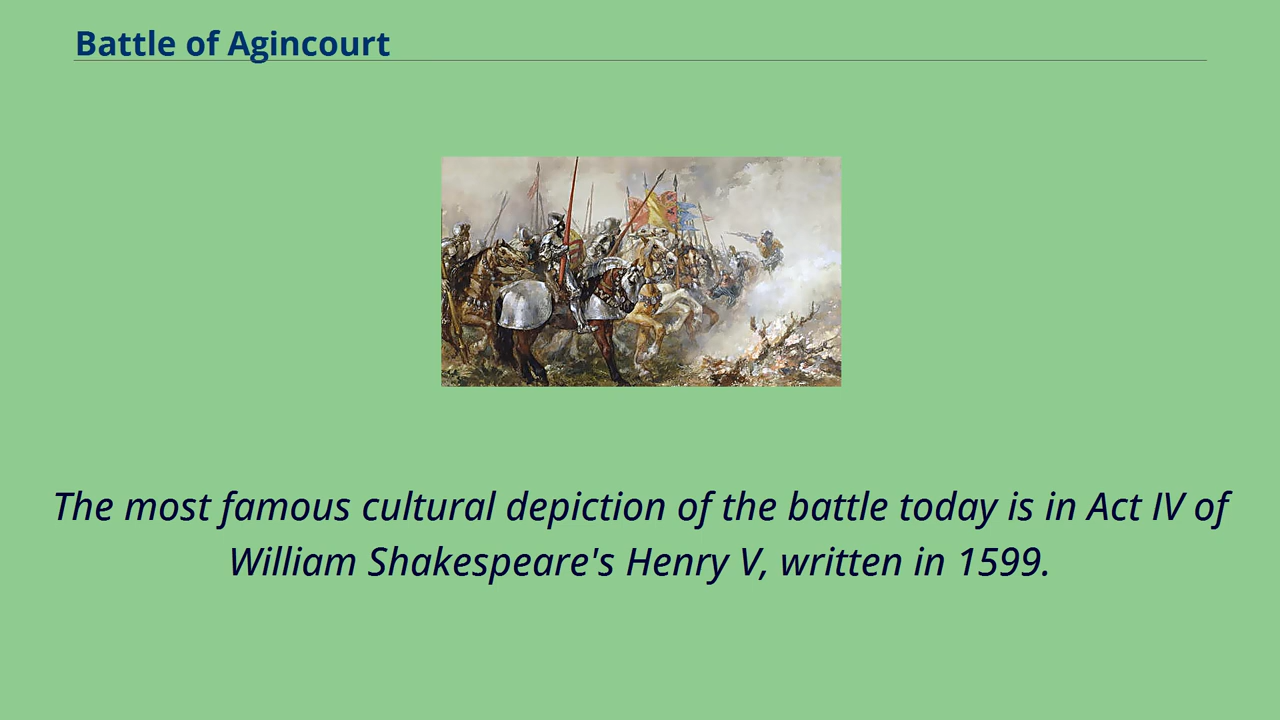 Battle of Agincourt
The most famous cultural depiction of the battle today is in Act IV of
William Shakespeare's Henry V, written in 1599.